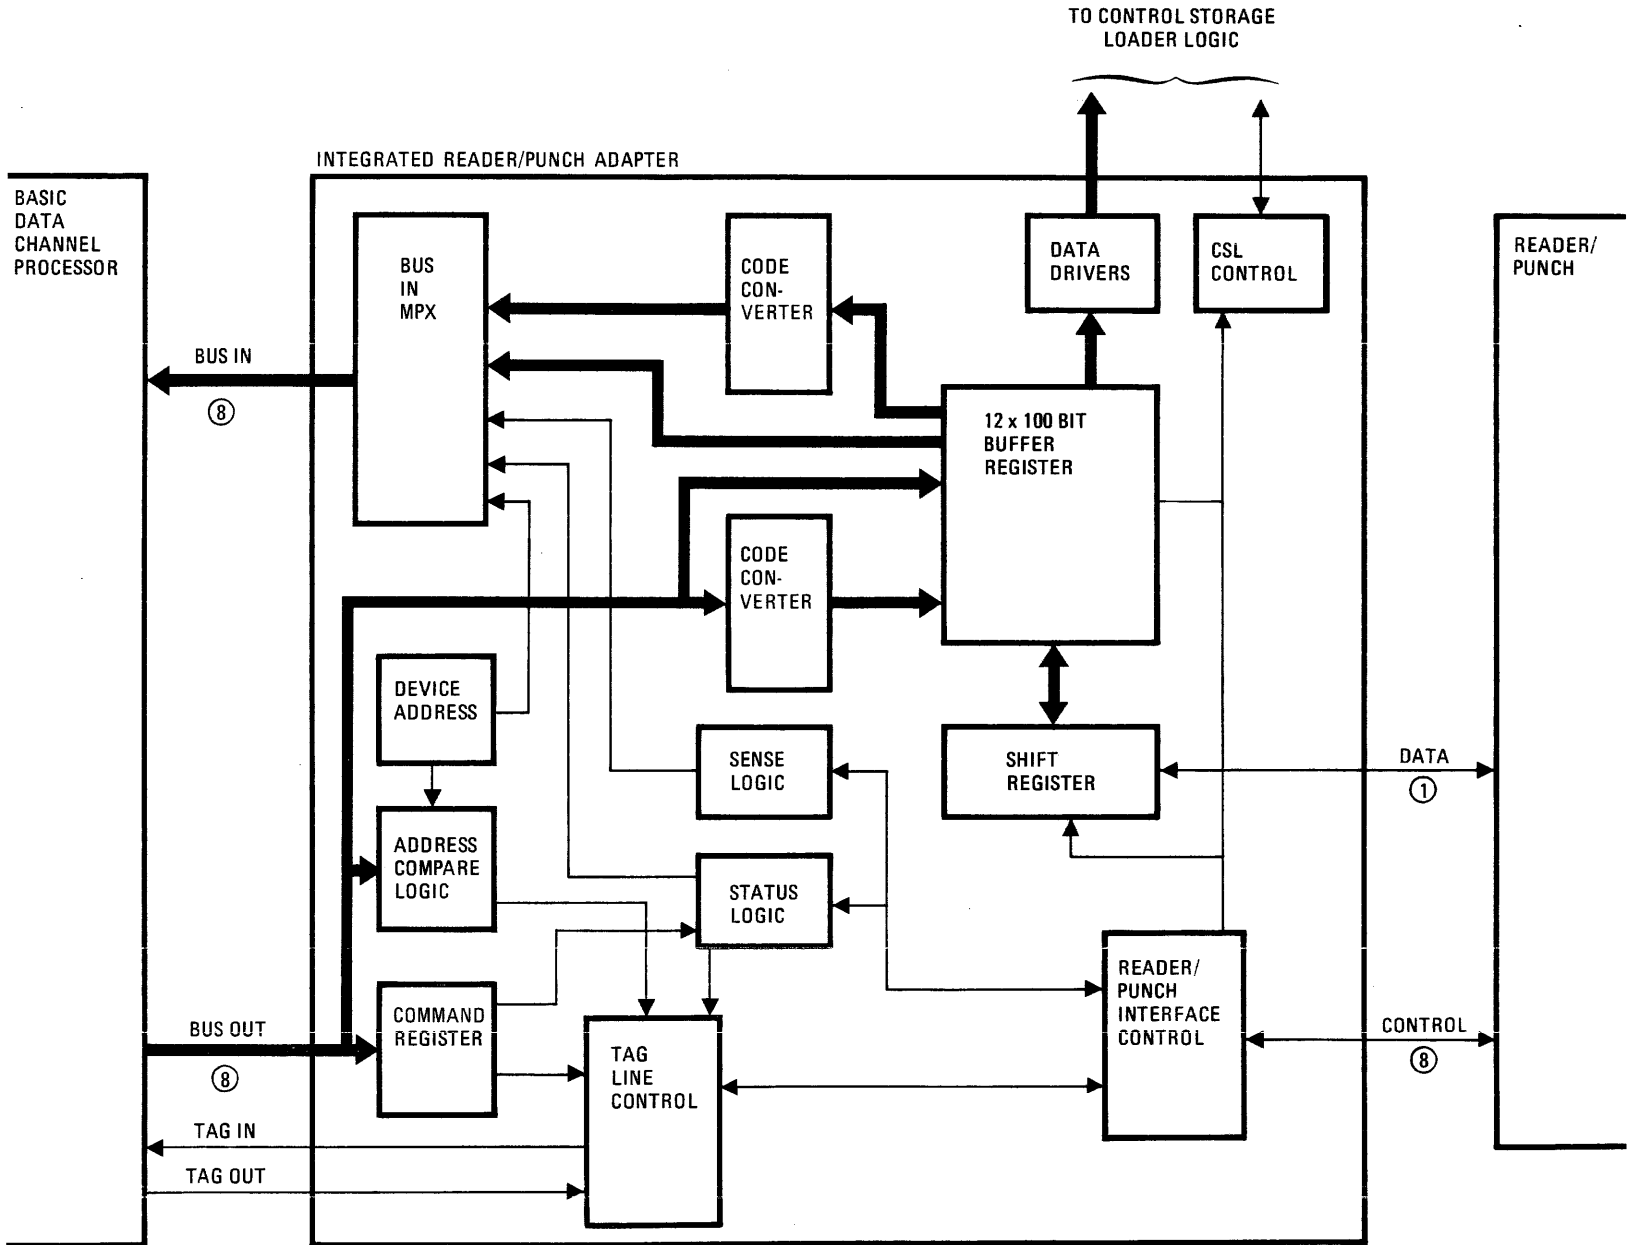 TO CONTROL STORAGE
LOADER LOGIC
INTEGRATED READER/PUNCH ADAPTER
BASIC
DATA
CHANNEL
PROCESSOR
BUS
IN
MPX
CODE
CON-
VERTER
DATA
DRIVERS
CSL
CONTROL
READER/
PUNCH
BUS IN
8
12 x 100 BIT
BUFFER
REGISTER
CODE
CON-
VERTER
DEVICE
ADDRESS
SENSE
LOGIC
SHIFT
REGISTER
DATA
1
ADDRESS
COMPARE
LOGIC
STATUS
LOGIC
READER/
PUNCH
INTERFACE
CONTROL
COMMAND
REGISTER
BUS OUT
8
TAG
LINE
CONTROL
CONTROL
8
TAG IN
TAG OUT